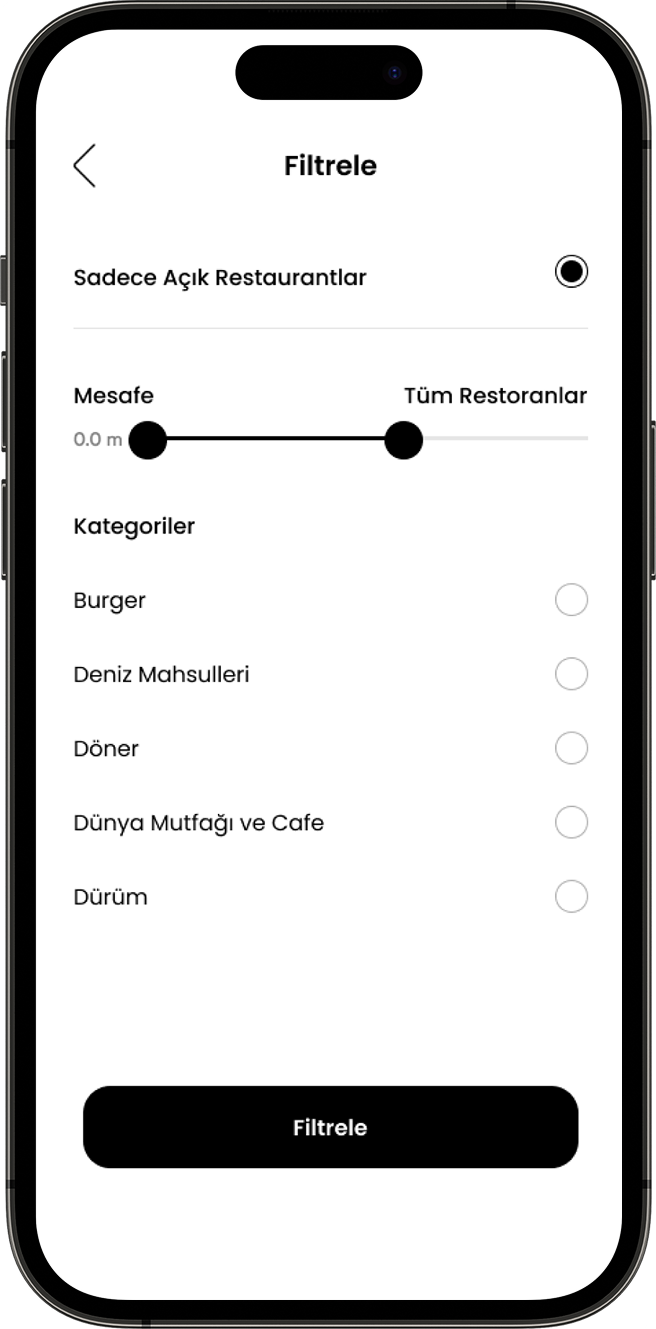 Filtrele
Sadece Açık Restaurantlar
Mesafe Tüm Restoranlar
0.0 m
Kategoriler
Burger
Deniz Mahsulleri
Döner
Dünya Mutfağı ve Cafe
Dürüm
Filtrele